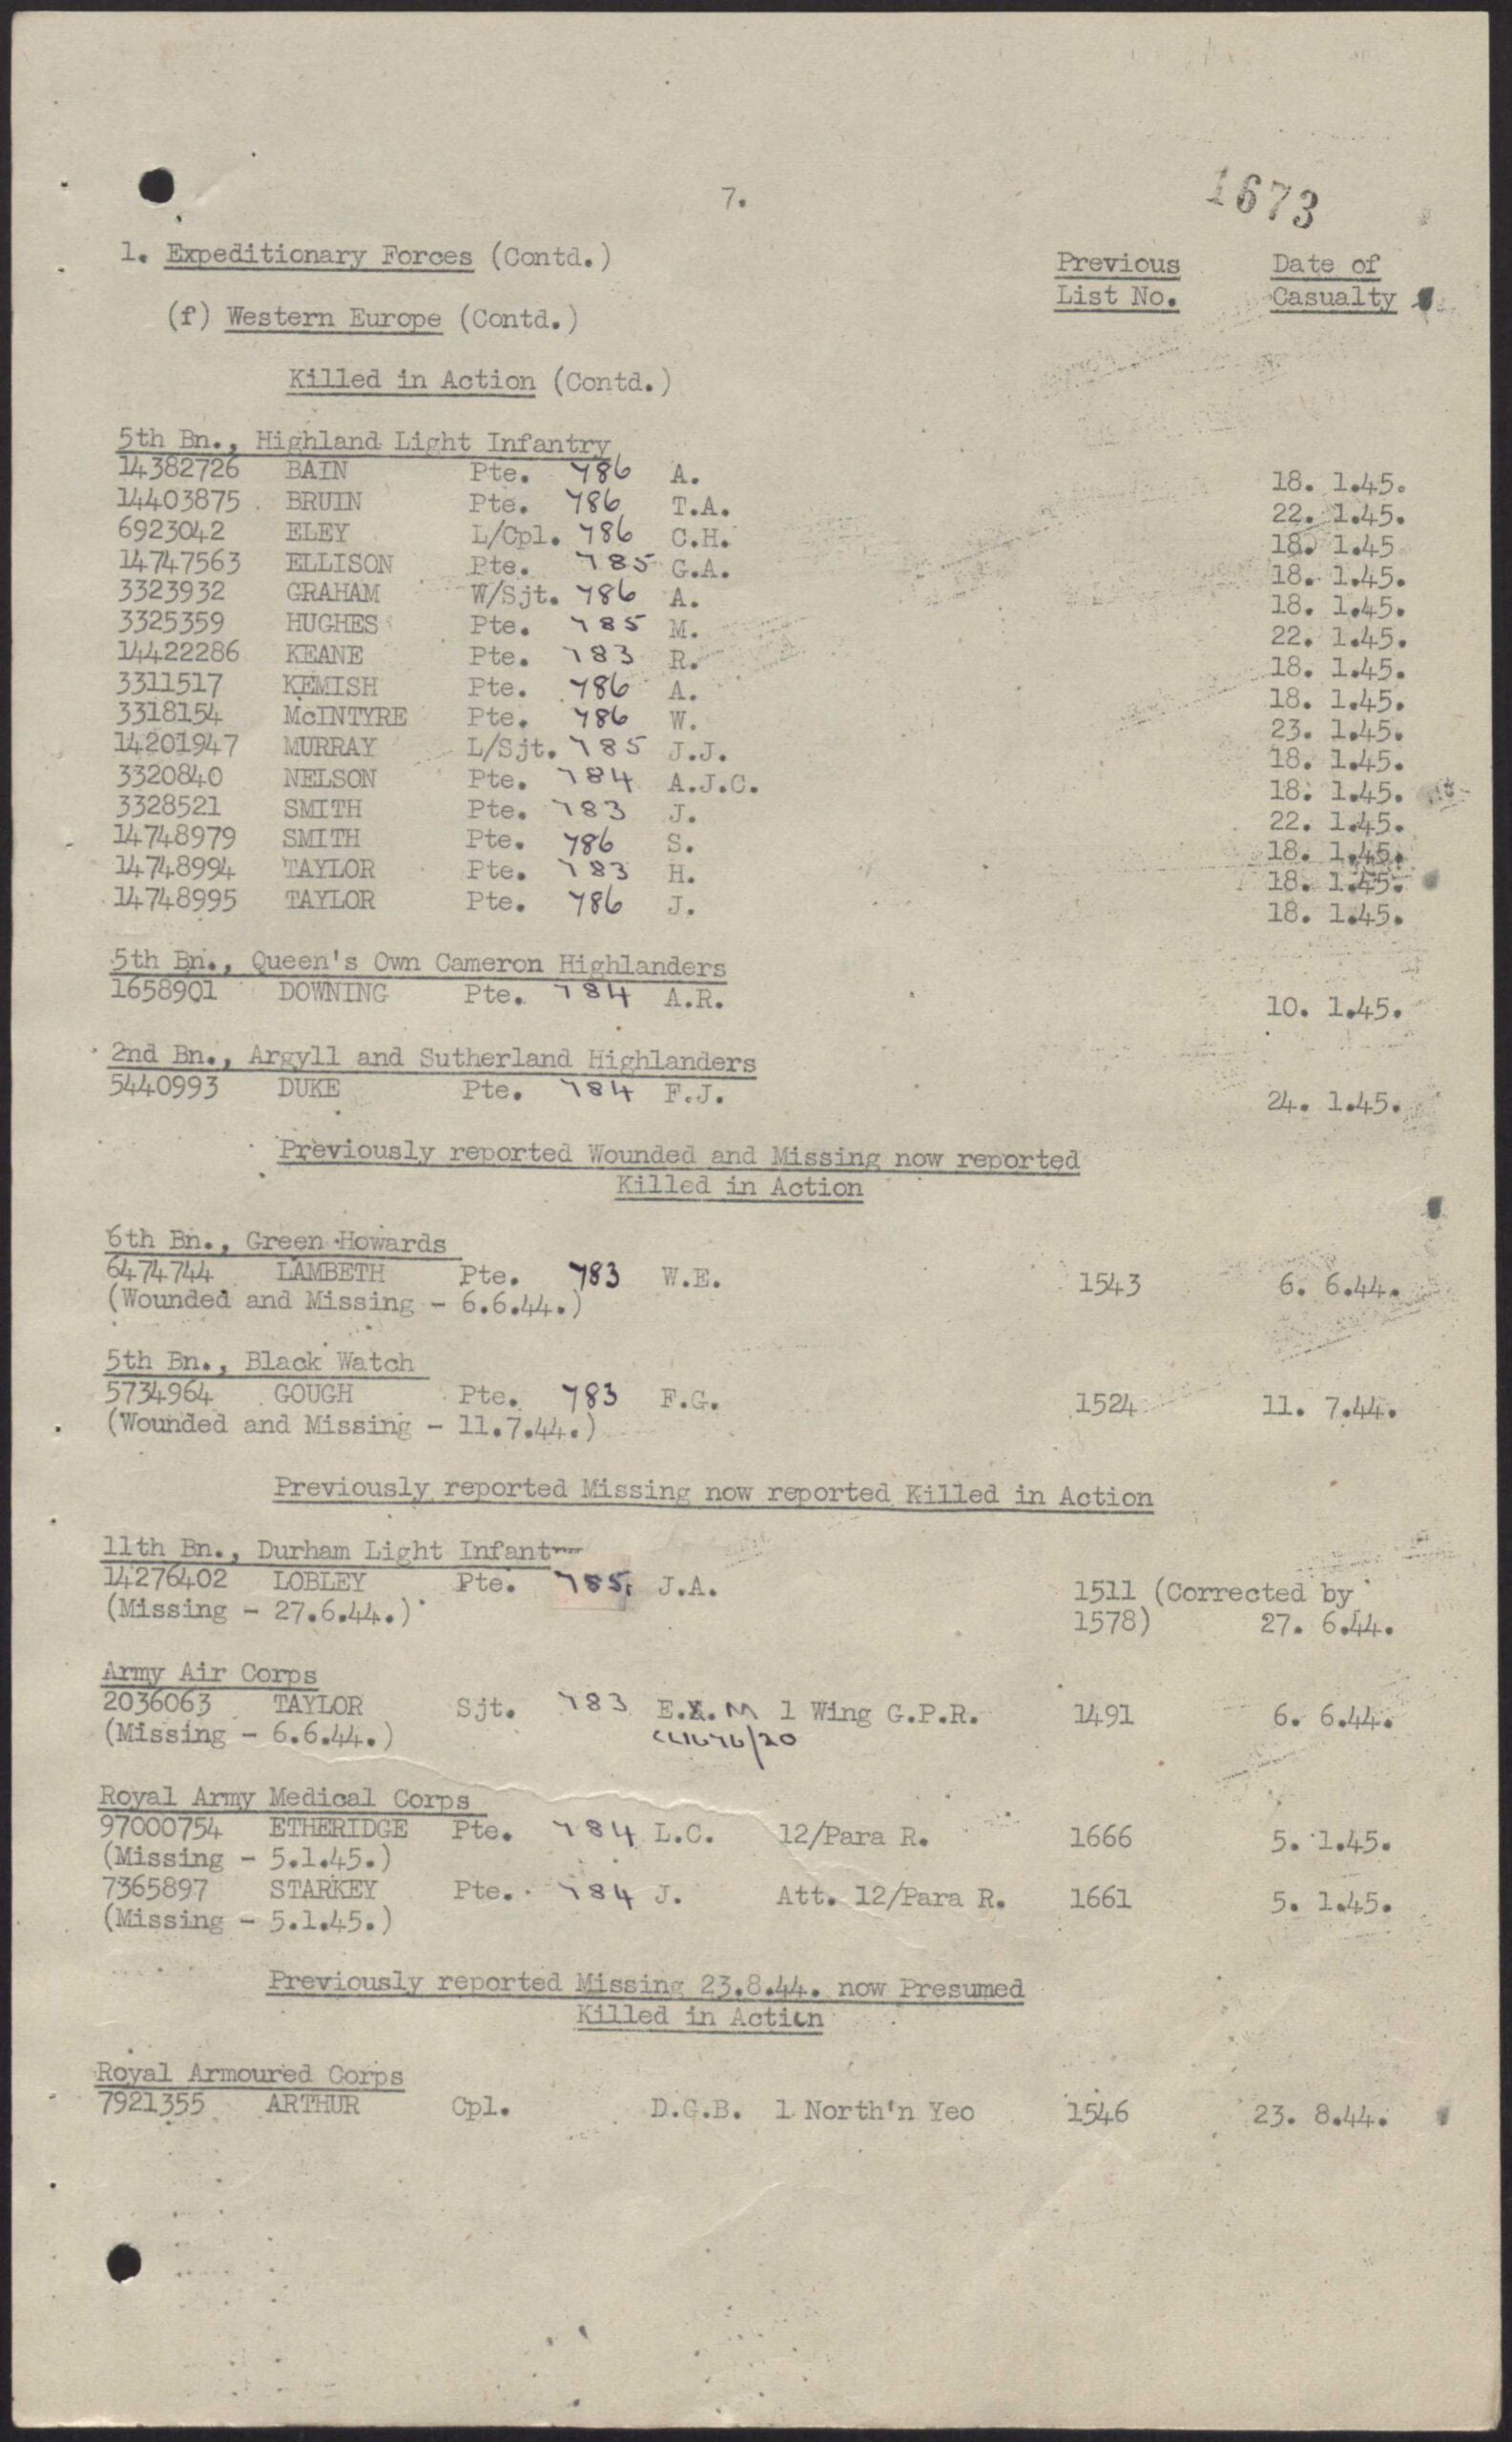 7.
1673
1. Expeditionary Forces (Contd.)
Previous List No.
Date of Casualty
(f) Western Europe (Contd.)
Killed in Action (Contd.)
5th Bn., Highland Light Infantry
14382726 BAIN Pte. 786 A. 18. 1.45.
14403875 BRUIN Pte. 786 T.A. 22. 1.45.
6923042 ELEY L/Cpl. 786 C.H. 18. 1.45
14747563 ELLISON Pte. 785 G.A. 18. 1.45.
3323932 GRAHAM W/Sjt. 786 A. 18. 1.45.
3325359 HUGHES Pte. 785 M. 22. 1.45.
14422286 KEANE Pte. 783 R. 18. 1.45.
3311517 KEMISH Pte. 786 A. 18. 1.45.
3318154 McINTYRE Pte. 786 W. 23. 1.45.
14201947 MURRAY L/Sjt. 785 J.J. 18. 1.45.
3320840 NELSON Pte. 784 A.J.C. 18. 1.45.
3328521 SMITH Pte. 783 J. 22. 1.45.
14748979 SMITH Pte. 786 S. 18. 1.45.
14748994 TAYLOR Pte. 783 H. 18. 1.45.
14748995 TAYLOR Pte. 786 J. 18. 1.45.
5th Bn., Queen's Own Cameron Highlanders
1658901 DOWNING Pte. 784 A.R. 10. 1.45.
2nd Bn., Argyll and Sutherland Highlanders
5440993 DUKE Pte. 784 F.J. 24. 1.45.
Previously reported Wounded and Missing now reported
Killed in Action
6th Bn., Green Howards
6474744 LAMBETH Pte. 783 W.E. 1543 6. 6.44.
(Wounded and Missing - 6.6.44.)
5th Bn., Black Watch
5734964 GOUGH Pte. 783 F.G. 1524 11. 7.44.
(Wounded and Missing - 11.7.44.)
Previously reported Missing now reported Killed in Action
11th Bn., Durham Light Infant
14276402 LOBLEY Pte. 785. J.A. 1511 (Corrected by
(Missing - 27.6.44.) 1578) 27. 6.44.
Army Air Corps
2036063 TAYLOR Sjt. 783 E. M 1 Wing G.P.R. 1491 6. 6.44.
(Missing - 6.6.44.) CL1676/20
Royal Army Medical Corps
97000754 ETHERIDGE Pte. 784 L.C. 12/Para R. 1666 5. 1.45.
(Missing - 5.1.45.)
7365897 STARKEY Pte. 784 J. Att. 12/Para R. 1661 5. 1.45.
(Missing - 5.1.45.)
Previously reported Missing 23.8.44. now Presumed
Killed in Action
Royal Armoured Corps
7921355 ARTHUR Cpl. D.G.B. 1 North'n Yeo 1546 23. 8.44.